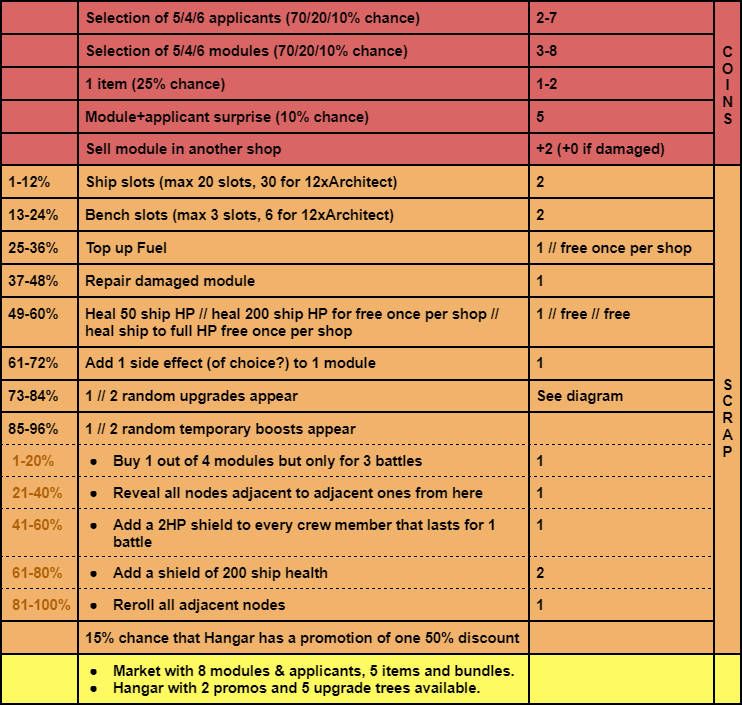 Selection of 5/4/6 applicants (70/20/10% chance) 2-7
Selection of 5/4/6 modules (70/20/10% chance) 3-8
1 item (25% chance) 1-2
Module+applicant surprise (10% chance) 5
Sell module in another shop +2 (+0 if damaged)
COINS
1-12% Ship slots (max 20 slots, 30 for 12xArchitect) 2
13-24% Bench slots (max 3 slots, 6 for 12xArchitect) 2
25-36% Top up Fuel 1 // free once per shop
37-48% Repair damaged module 1
49-60% Heal 50 ship HP // heal 200 ship HP for free once per shop // 1 // free // free
heal ship to full HP free once per shop
61-72% Add 1 side effect (of choice?) to 1 module 1
73-84% 1 // 2 random upgrades appear See diagram
85-96% 1 // 2 random temporary boosts appear
1-20% ● Buy 1 out of 4 modules but only for 3 battles 1
21-40% ● Reveal all nodes adjacent to adjacent ones from here 1
41-60% ● Add a 2HP shield to every crew member that lasts for 1 1
battle
61-80% ● Add a shield of 200 ship health 2
81-100% ● Reroll all adjacent nodes 1
15% chance that Hangar has a promotion of one 50% discount
SCRAP
● Market with 8 modules & applicants, 5 items and bundles.
● Hangar with 2 promos and 5 upgrade trees available.